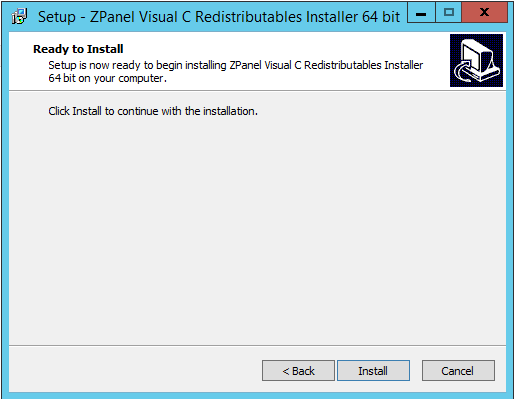 Setup - ZPanel Visual C Redistributables Installer 64 bit
Ready to Install
Setup is now ready to begin installing ZPanel Visual C Redistributables Installer
64 bit on your computer.
Click Install to continue with the installation.
< Back
Install
Cancel